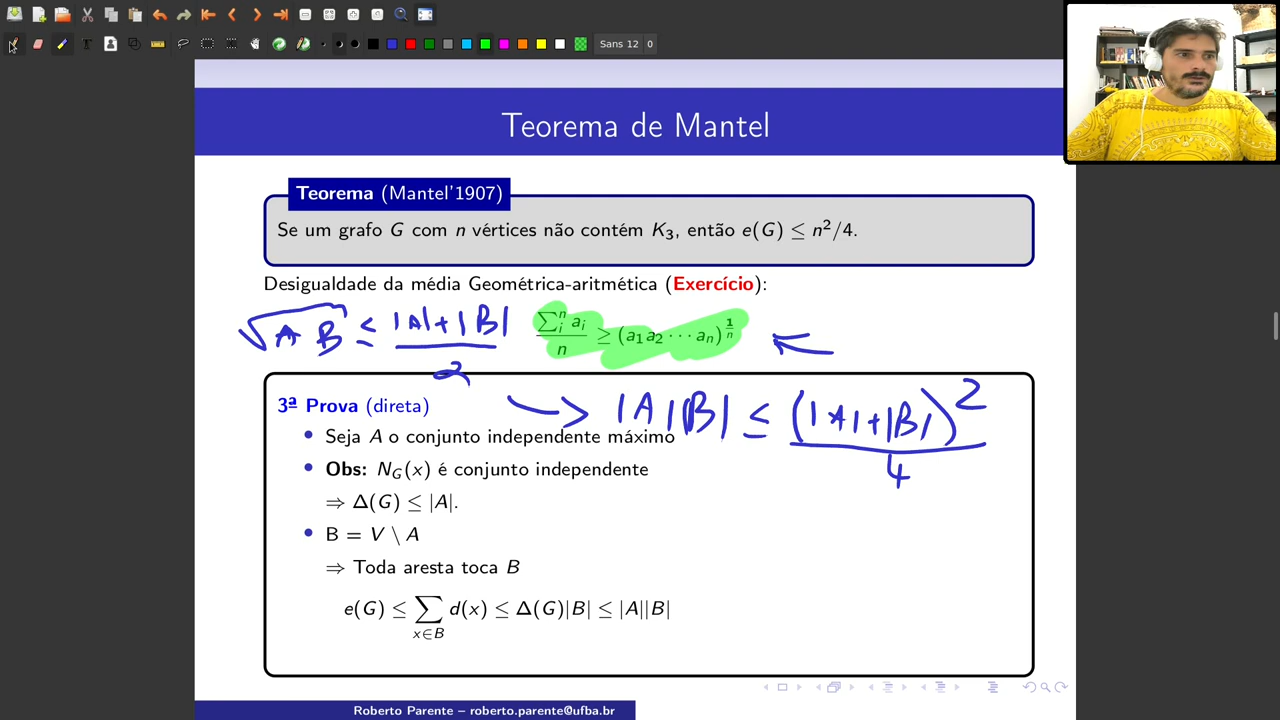 Sans 12 0
Teorema de Mantel
Teorema (Mantel'1907)
Se um grafo G com n vértices não contém K₃, então e(G) ≤ n²/4.
Desigualdade da média Geométrica-aritmética (Exercício):
√A B ≤ |A|+|B| / 2
∑ᵢⁿ aᵢ / n ≥ (a₁a₂ ⋯ aₙ)^(1/n) ←
3ª Prova (direta)
→ |A||B| ≤ (|A|+|B|)² / 4
• Seja A o conjunto independente máximo
• Obs: N_G(x) é conjunto independente
⇒ Δ(G) ≤ |A|.
• B = V \ A
⇒ Toda aresta toca B
e(G) ≤ ∑_{x∈B} d(x) ≤ Δ(G)|B| ≤ |A||B|
Roberto Parente – roberto.parente@ufba.br